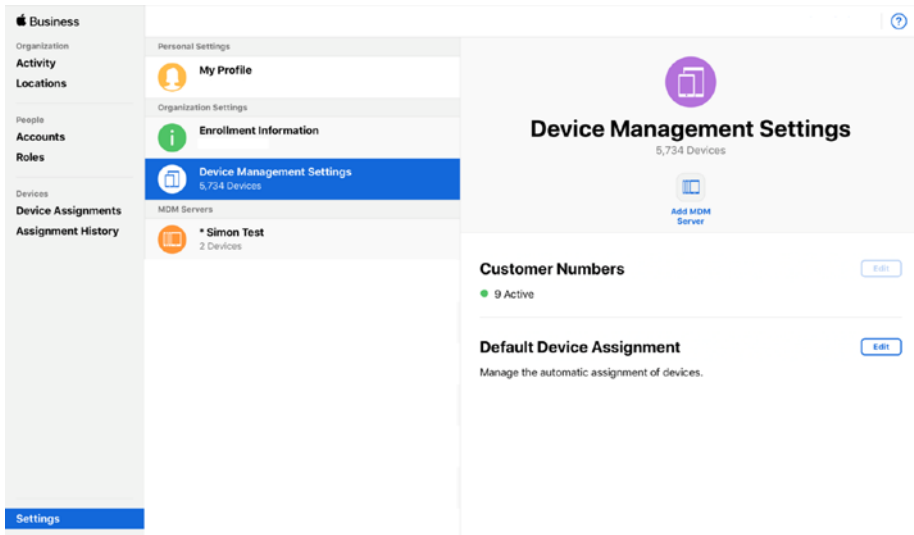 Business
Organization
Activity
Locations
People
Accounts
Roles
Devices
Device Assignments
Assignment History
Settings
Personal Settings
My Profile
Organization Settings
Enrollment Information
Device Management Settings
5,734 Devices
MDM Servers
* Simon Test
2 Devices
?
Device Management Settings
5,734 Devices
Add MDM
Server
Customer Numbers
Edit
9 Active
Default Device Assignment
Edit
Manage the automatic assignment of devices.